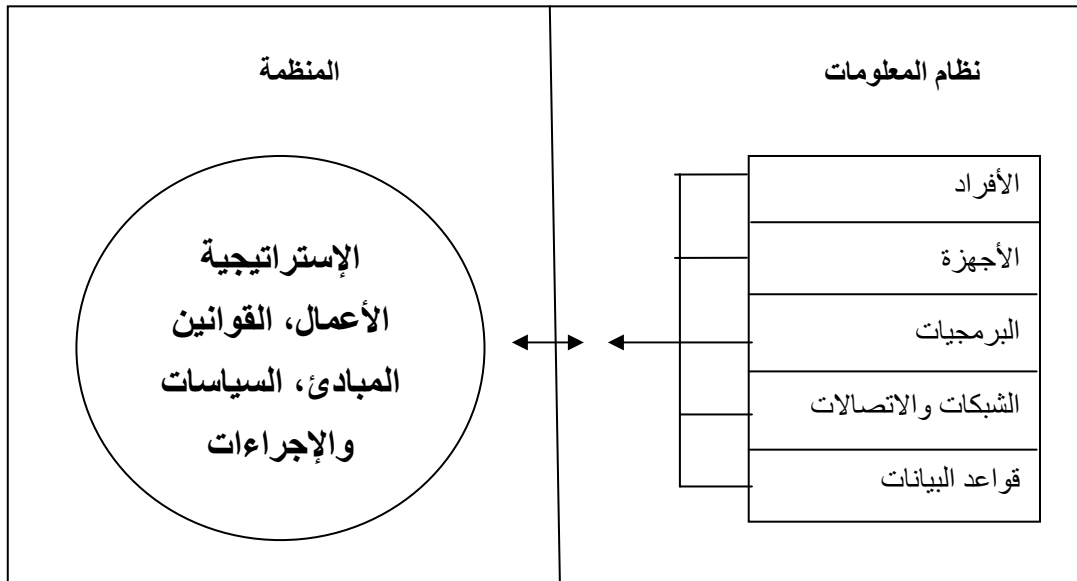 نظام المعلومات
الأفراد
الأجهزة
البرمجيات
الشبكات والاتصالات
قواعد البيانات
المنظمة
الإستراتيجية
الأعمال، القوانين
المبادئ، السياسات
والإجراءات